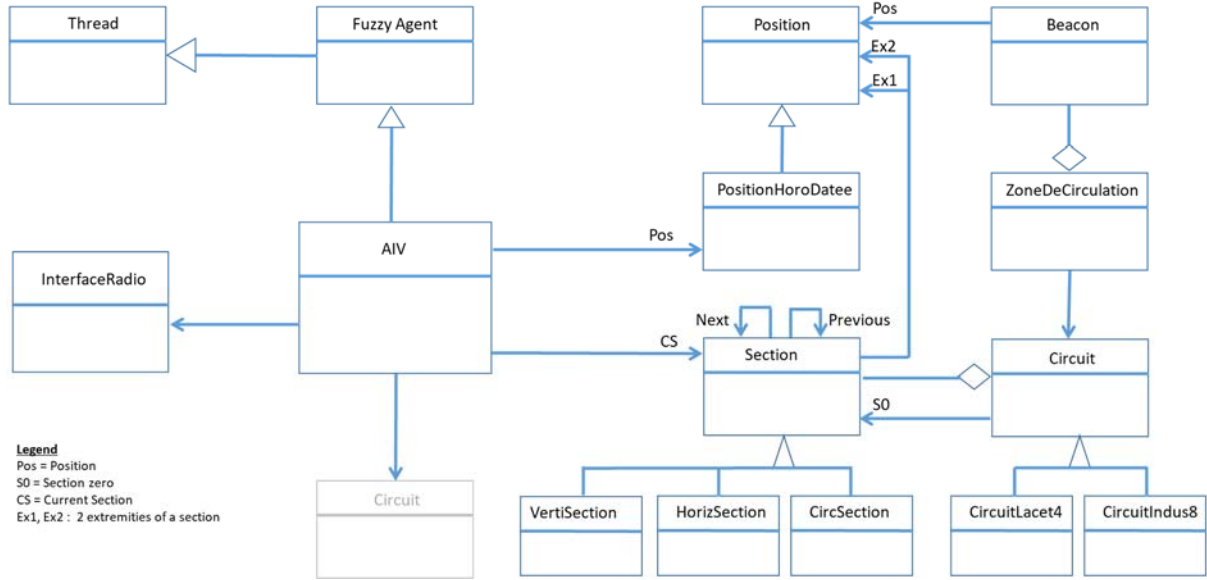 Thread
Fuzzy Agent
Position
Pos
Beacon
Ex2
Ex1
PositionHoroDatee
ZoneDeCirculation
Pos
AIV
InterfaceRadio
Next
Previous
CS
Section
Circuit
S0
Legend
Pos = Position
S0 = Section zero
CS = Current Section
Ex1, Ex2 : 2 extremities of a section
Circuit
VertiSection
HorizSection
CircSection
CircuitLacet4
CircuitIndus8